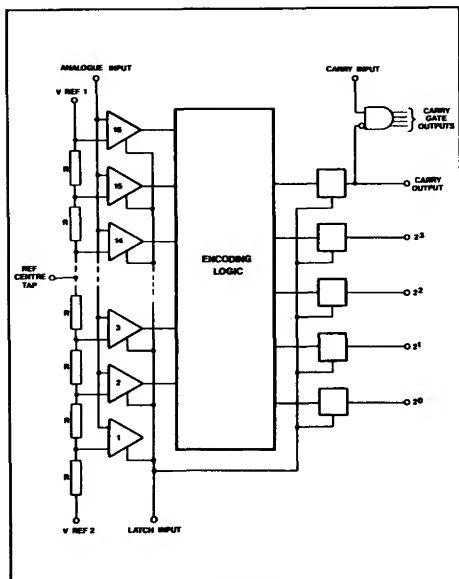 ANALOGUE INPUT
V REF 1
CARRY INPUT
CARRY
GATE
OUTPUTS
16
R
15
CARRY
OUTPUT
R
14
2³
REF
CENTRE
TAP
ENCODING
LOGIC
2²
R
3
2¹
R
2
2⁰
R
1
R
V REF 2
LATCH INPUT